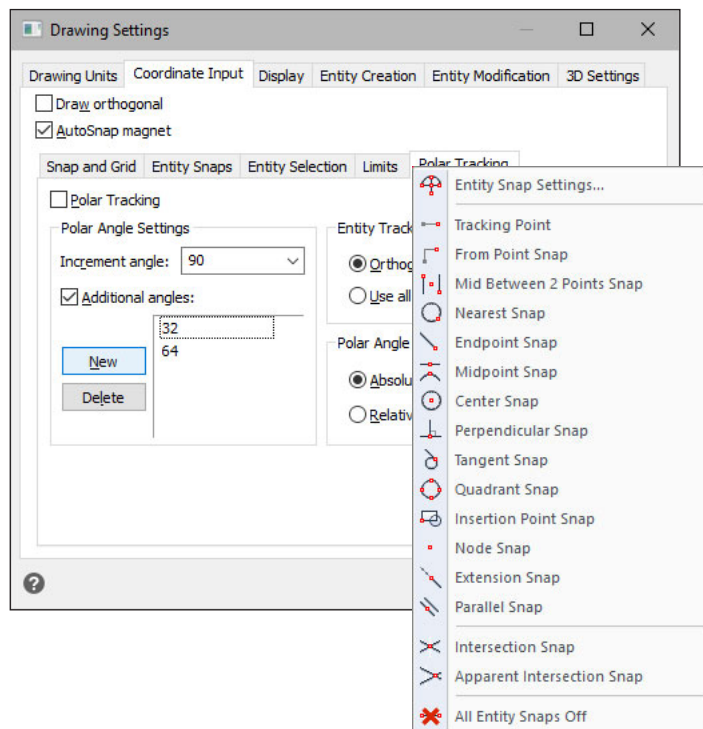 Drawing Settings
Drawing Units Coordinate Input Display Entity Creation Entity Modification 3D Settings
Draw orthogonal
AutoSnap magnet
Snap and Grid Entity Snaps Entity Selection Limits Polar Tracking
Polar Tracking
Polar Angle Settings
Increment angle: 90
Additional angles:
32
64
New
Delete
Entity Track
Orthog
Use all
Polar Angle
Absolu
Relativ
?
Entity Snap Settings...
Tracking Point
From Point Snap
Mid Between 2 Points Snap
Nearest Snap
Endpoint Snap
Midpoint Snap
Center Snap
Perpendicular Snap
Tangent Snap
Quadrant Snap
Insertion Point Snap
Node Snap
Extension Snap
Parallel Snap
Intersection Snap
Apparent Intersection Snap
All Entity Snaps Off